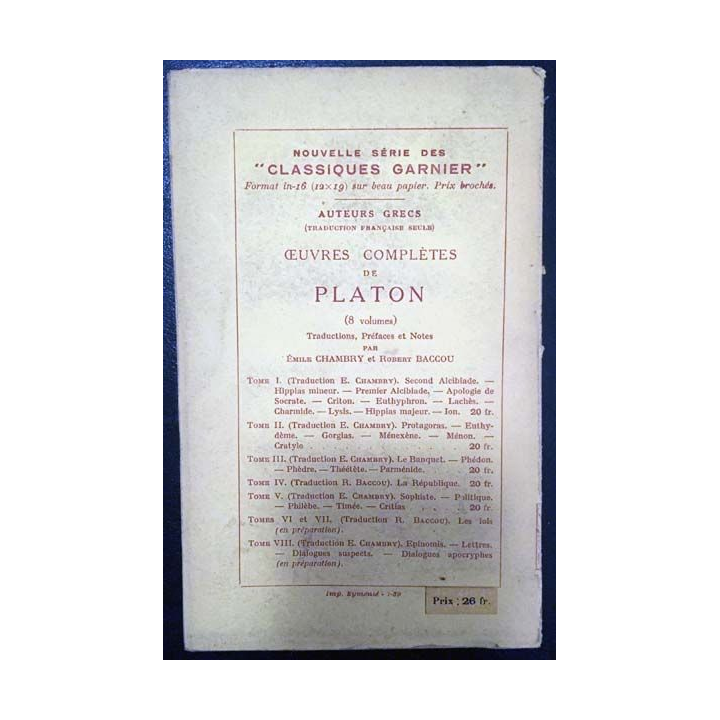 NOUVELLE SÉRIE DES
"CLASSIQUES GARNIER"
Format in-16 (12×19) sur beau papier. Prix brochés.
AUTEURS GRECS
(TRADUCTION FRANÇAISE SEULE)
ŒUVRES COMPLÈTES
DE
PLATON
(8 volumes)
Traductions, Préfaces et Notes
PAR
ÉMILE CHAMBRY et ROBERT BACCOU
TOME I. (Traduction E. CHAMBRY). Second Alcibiade. —
Hippias mineur. — Premier Alciblade. — Apologie de
Socrate. — Criton. — Euthyphron. — Lachès. —
Charmide. — Lysis. — Hippias majeur. — Ion. 20 fr.
TOME II. (Traduction E. CHAMBRY). Protagoras. — Euthy-
dème. — Gorgias. — Ménexène. — Ménon. —
Cratyle . . . . . . . . . . . . 20 fr.
TOME III. (Traduction E. CHAMBRY). Le Banquet. — Phédon.
— Phèdre. — Théétète. — Parménide. 20 fr.
TOME IV. (Traduction R. BACCOU). La République. 20 fr.
TOME V. (Traduction E. CHAMBRY). Sophiste. — Politique.
— Philèbe. — Timée. — Critias . . . . 20 fr.
TOMES VI et VII. (Traduction R. BACCOU). Les lois
(en préparation).
TOME VIII. (Traduction E. CHAMBRY). Epinomis. — Lettres.
— Dialogues suspects. — Dialogues apocryphes
(en préparation).
Imp.
Prix : 26 fr.